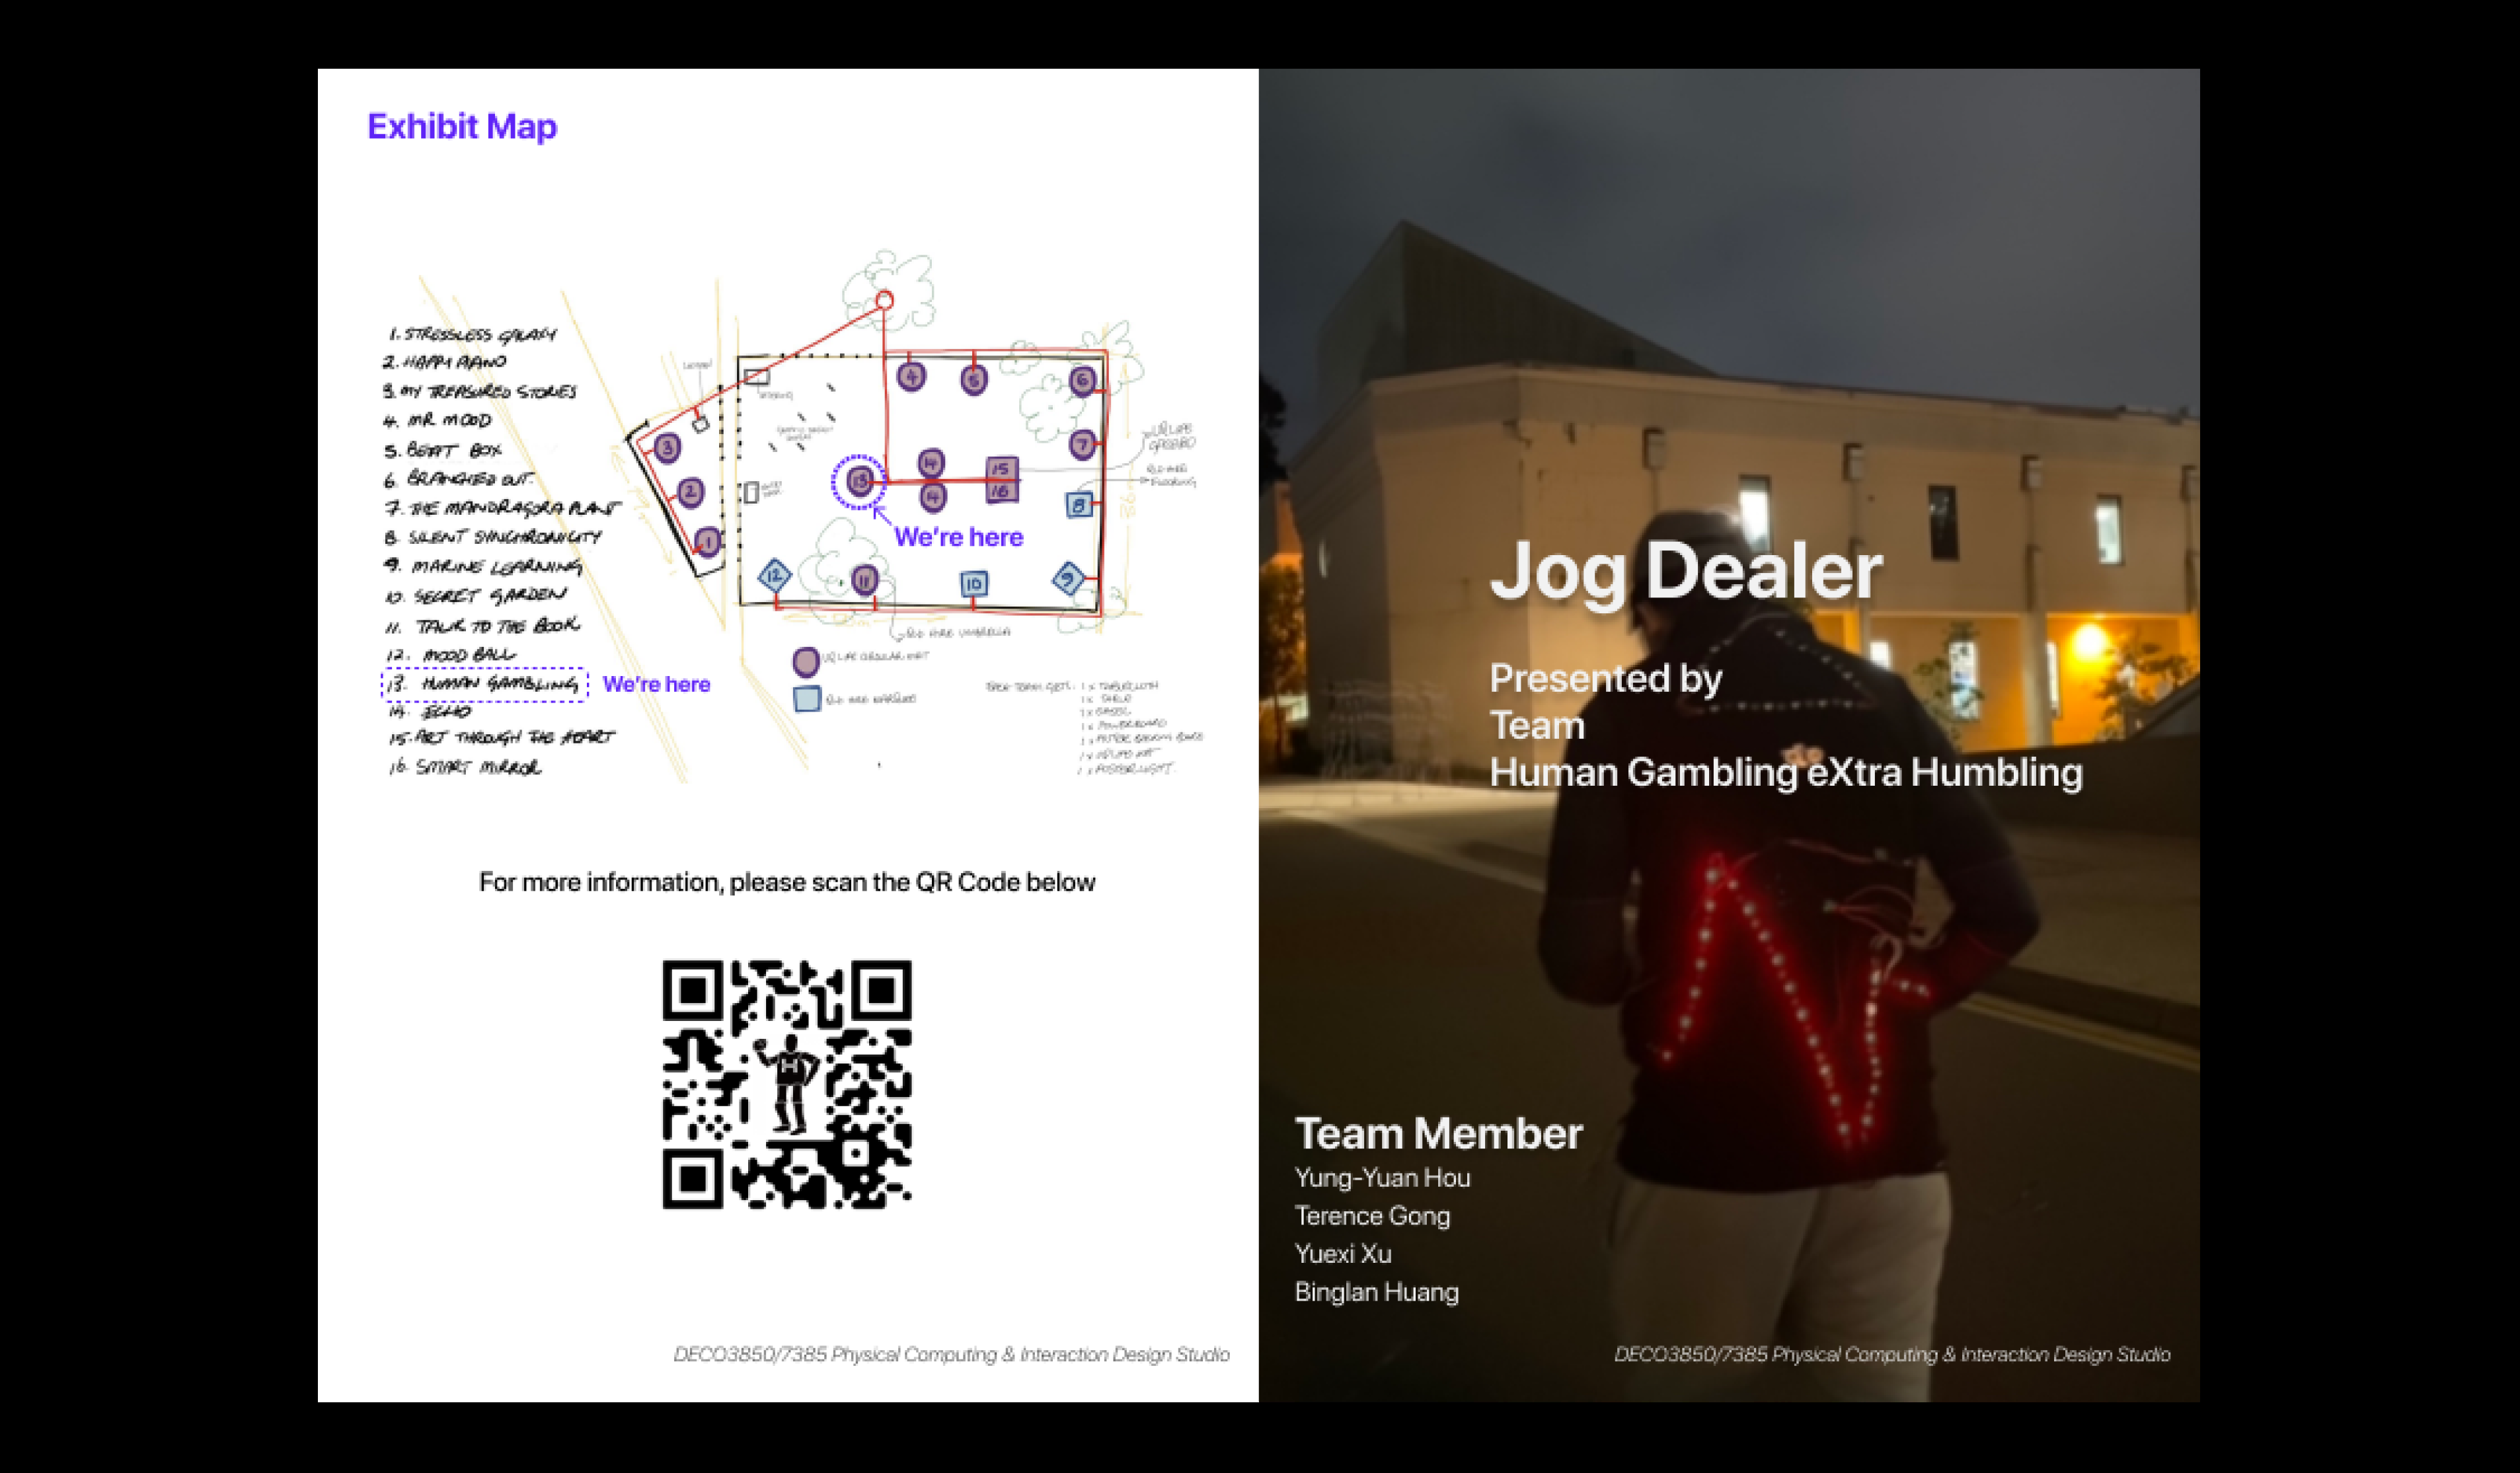 Exhibit Map
1. STRESSLESS GALAXY
2. HAPPY PIANO
3. MY TREASURED STORIES
4. MR MOOD
5. BEAT BOX
6. BRANCHED OUT.
7. THE MANDRAGORA PLANT
8. SILENT SYNCHRONICITY
9. MARINE LEARNING
10. SECRET GARDEN
11. TALK TO THE BOOK
12. MOOD BALL
13. HUMAN GAMBLING
We're here
14. ECHO
15. ART THROUGH THE HEART
16. SMART MIRROR
3
2
1
4
5
6
7
13
14
14
15
16
8
We're here
12
11
10
9
For more information, please scan the QR Code below
H
DECO3850/7385 Physical Computing & Interaction Design Studio
Jog Dealer
Presented by
Team
Human Gambling eXtra Humbling
Team Member
Yung-Yuan Hou
Terence Gong
Yuexi Xu
Binglan Huang
DECO3850/7385 Physical Computing & Interaction Design Studio